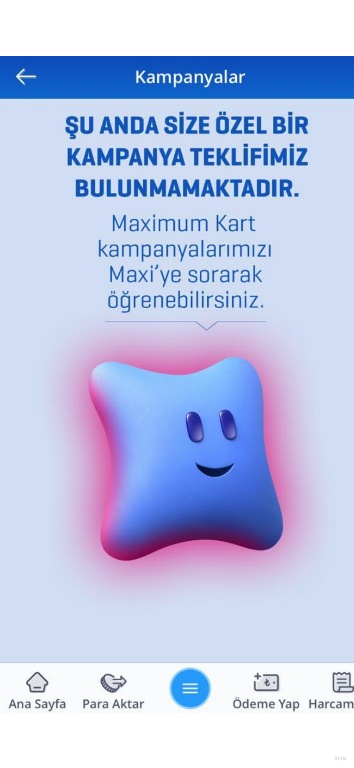 Kampanyalar
ŞU ANDA SİZE ÖZEL BİR
KAMPANYA TEKLİFİMİZ
BULUNMAMAKTADIR.
Maximum Kart
kampanyalarımızı
Maxi'ye sorarak
öğrenebilirsiniz.
Ana Sayfa Para Aktar Ödeme Yap Harcam